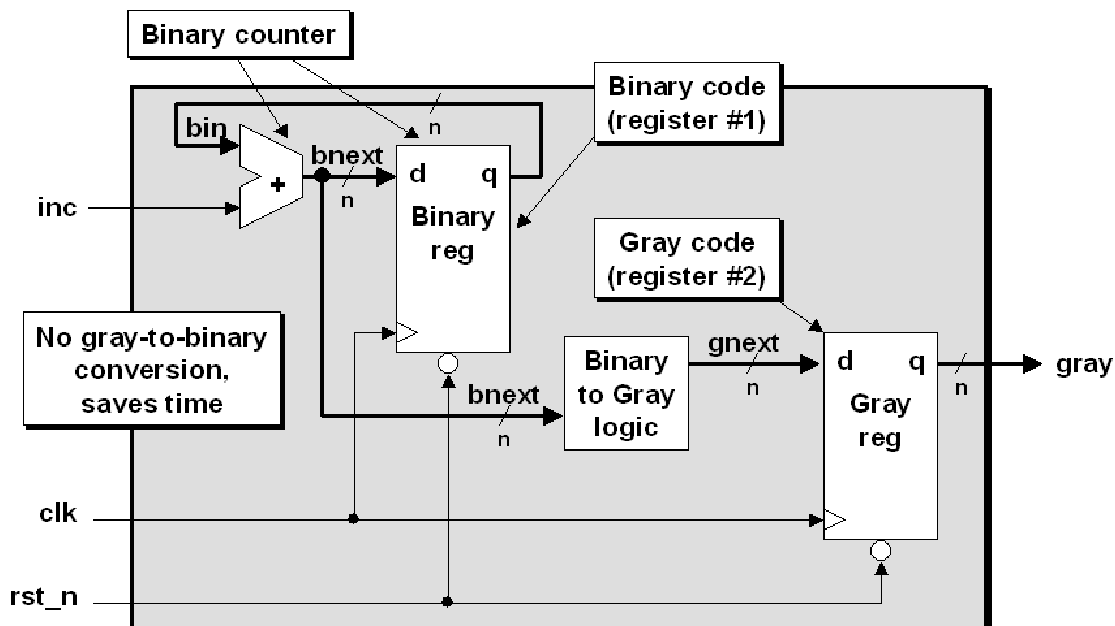 Binary counter
Binary code
(register #1)
n
bin
bnext
n
d
q
+
inc
Binary
reg
Gray code
(register #2)
No gray-to-binary
conversion,
saves time
Binary
to Gray
logic
gnext
n
d
q
n
gray
Gray
reg
bnext
n
clk
rst_n